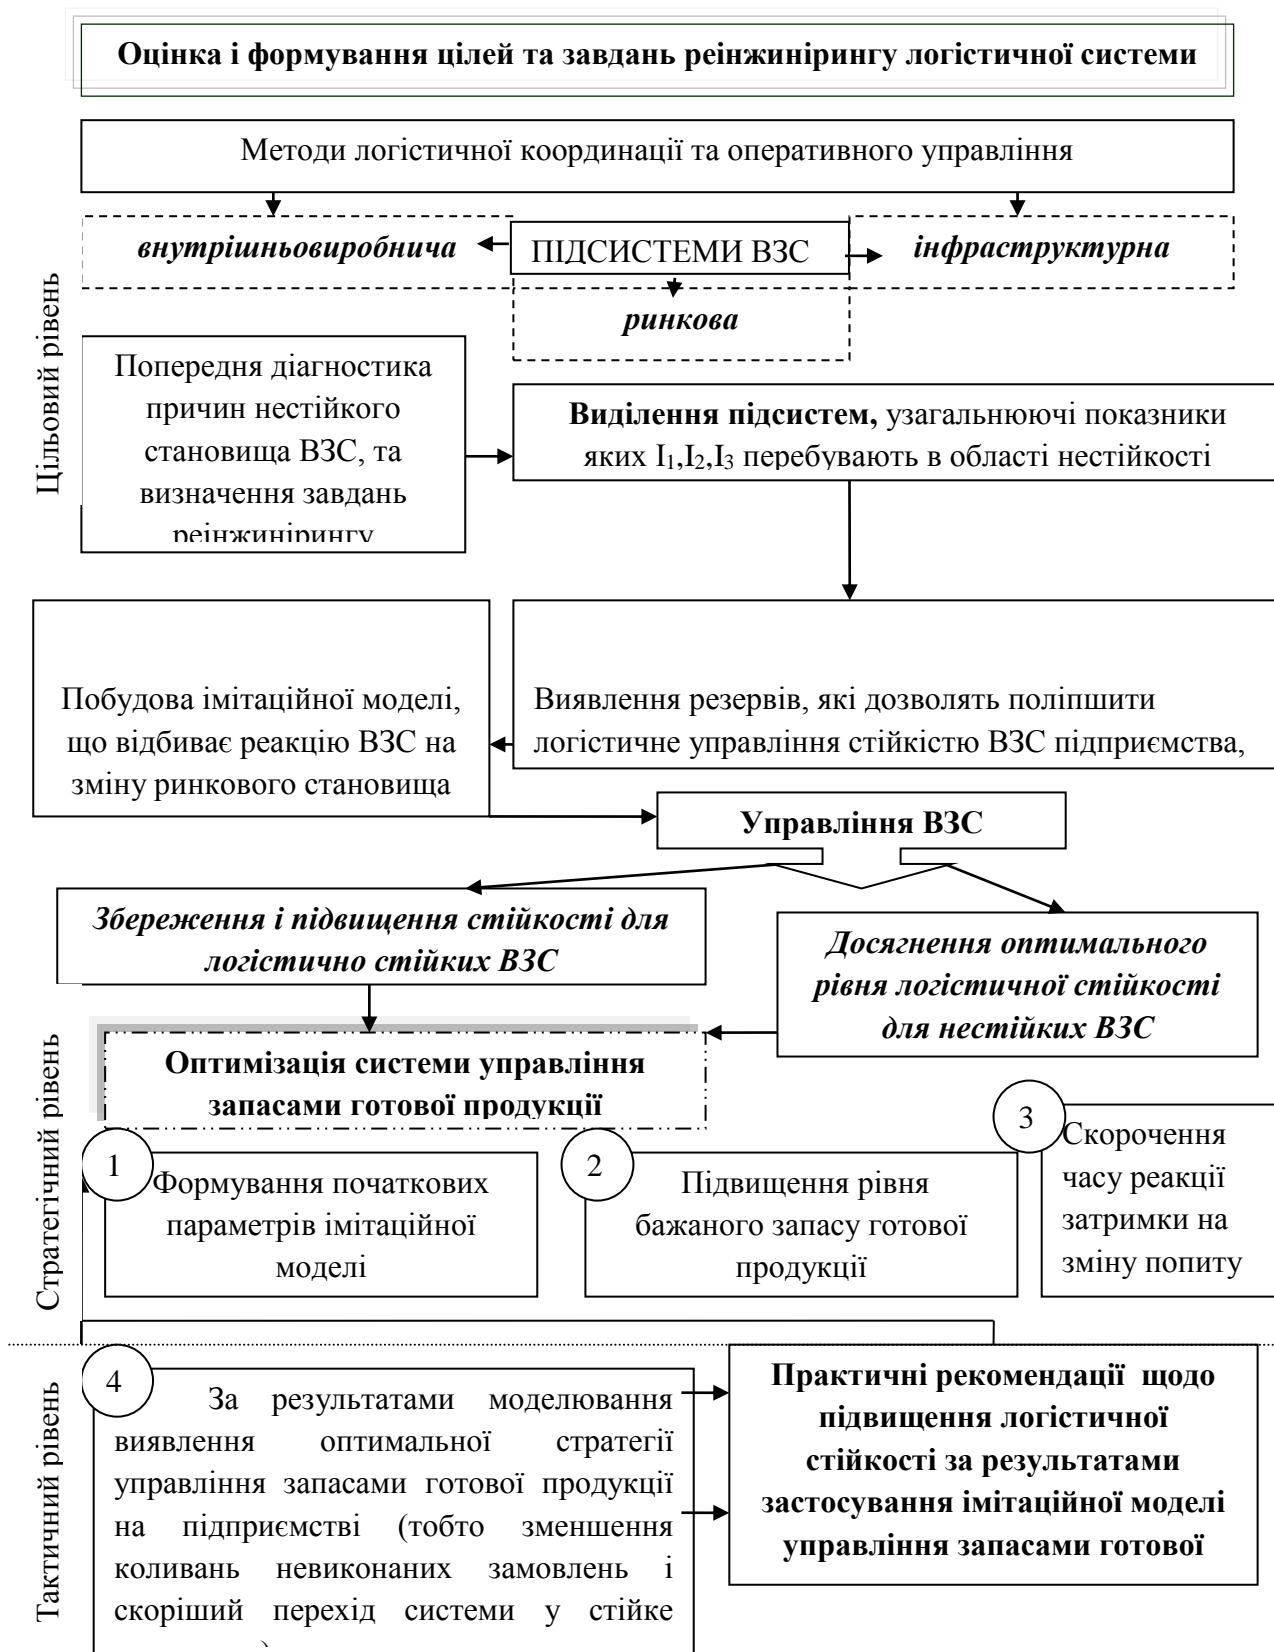 Оцінка і формування цілей та завдань реінжинірингу логістичної системи
Методи логістичної координації та оперативного управління
внутрішньовиробнича
ПІДСИСТЕМИ ВЗС
інфраструктурна
ринкова
Цільовий рівень
Попередня діагностика
причин нестійкого
становища ВЗС, та
визначення завдань
реінжинірингу
Виділення підсистем, узагальнюючі показники
яких I₁,I₂,I₃ перебувають в області нестійкості
Побудова імітаційної моделі,
що відбиває реакцію ВЗС на
зміну ринкового становища
Виявлення резервів, які дозволять поліпшити
логістичне управління стійкістю ВЗС підприємства,
Управління ВЗС
Збереження і підвищення стійкості для
логістично стійких ВЗС
Досягнення оптимального
рівня логістичної стійкості
для нестійких ВЗС
Стратегічний рівень
Оптимізація системи управління
запасами готової продукції
1
Формування початкових
параметрів імітаційної
моделі
2
Підвищення рівня
бажаного запасу готової
продукції
3
Скорочення
часу реакції
затримки на
зміну попиту
Тактичний рівень
4
За результатами моделювання
виявлення оптимальної стратегії
управління запасами готової продукції
на підприємстві (тобто зменшення
коливань невиконаних замовлень і
скоріший перехід системи у стійке
Практичні рекомендації щодо
підвищення логістичної
стійкості за результатами
застосування імітаційної моделі
управління запасами готової